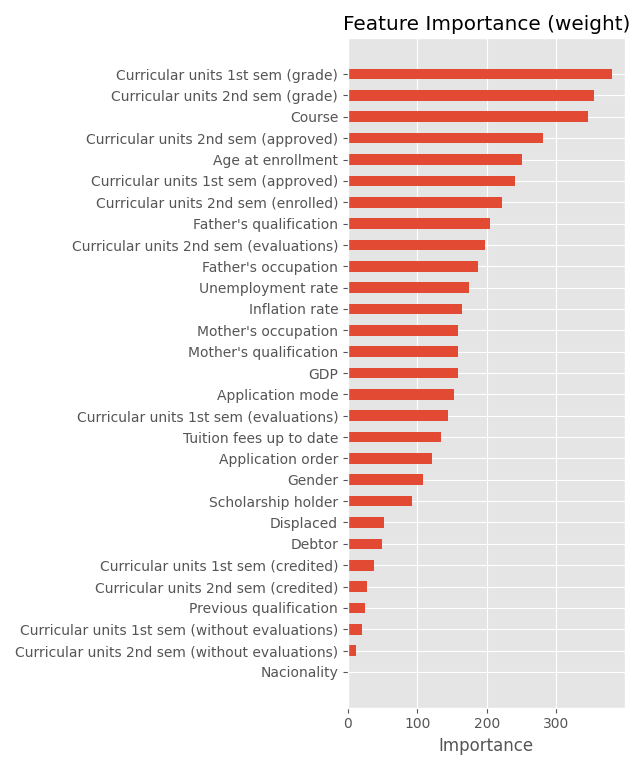 Feature Importance (weight)
Curricular units 1st sem (grade)
Curricular units 2nd sem (grade)
Course
Curricular units 2nd sem (approved)
Age at enrollment
Curricular units 1st sem (approved)
Curricular units 2nd sem (enrolled)
Father's qualification
Curricular units 2nd sem (evaluations)
Father's occupation
Unemployment rate
Inflation rate
Mother's occupation
Mother's qualification
GDP
Application mode
Curricular units 1st sem (evaluations)
Tuition fees up to date
Application order
Gender
Scholarship holder
Displaced
Debtor
Curricular units 1st sem (credited)
Curricular units 2nd sem (credited)
Previous qualification
Curricular units 1st sem (without evaluations)
Curricular units 2nd sem (without evaluations)
Nacionality
0 100 200 300
Importance